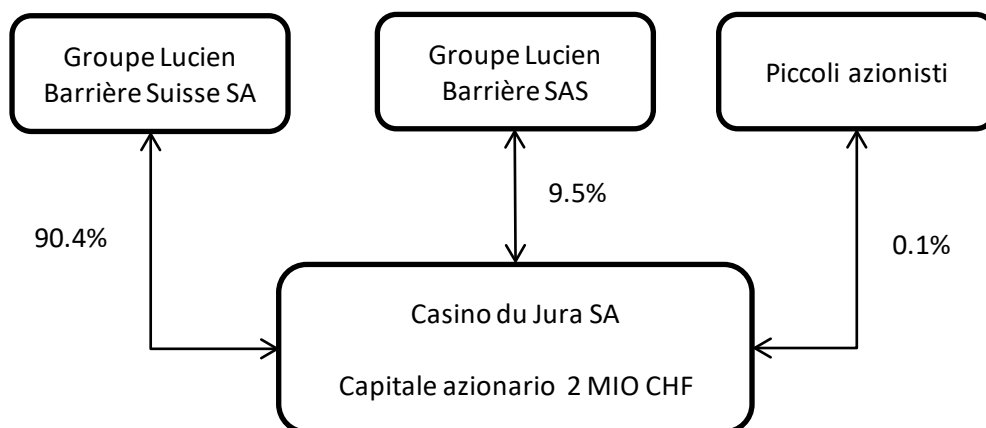 Groupe Lucien
Barrière Suisse SA
Groupe Lucien
Barrière SAS
Piccoli azionisti
90.4%
9.5%
0.1%
Casino du Jura SA
Capitale azionario 2 MIO CHF